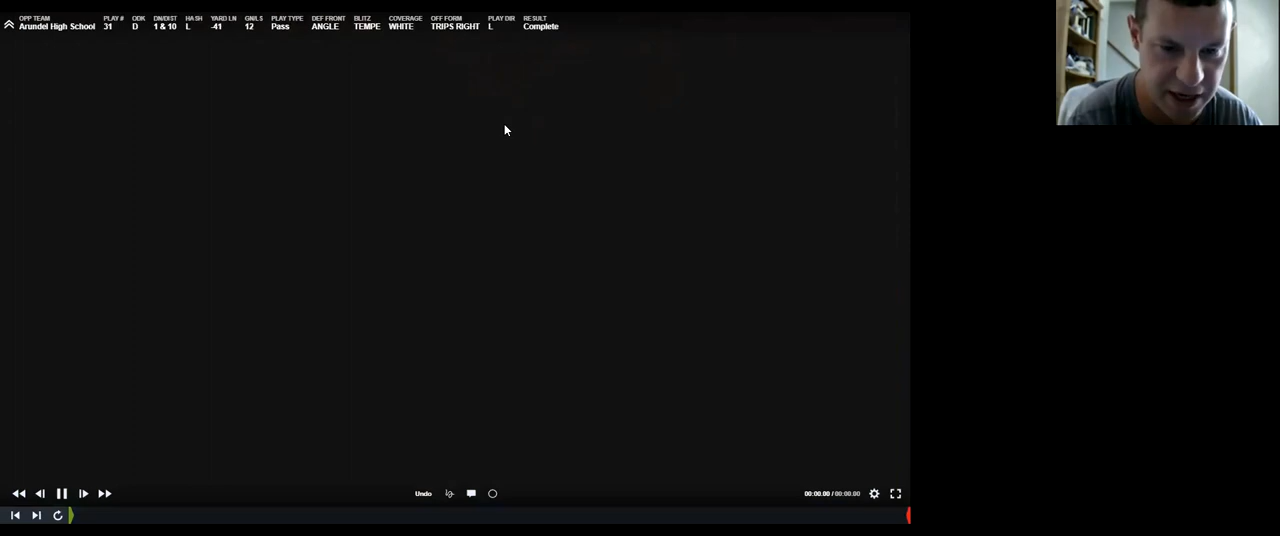 OPP TEAM PLAY # ODK DN/DIST HASH YARD LN GN/LS PLAY TYPE DEF FRONT BLITZ COVERAGE OFF FORM PLAY DIR RESULT
Arundel High School 31 D 1 & 10 L -41 12 Pass ANGLE TEMPE WHITE TRIPS RIGHT L Complete
Undo
00:00.00 / 00:00.00